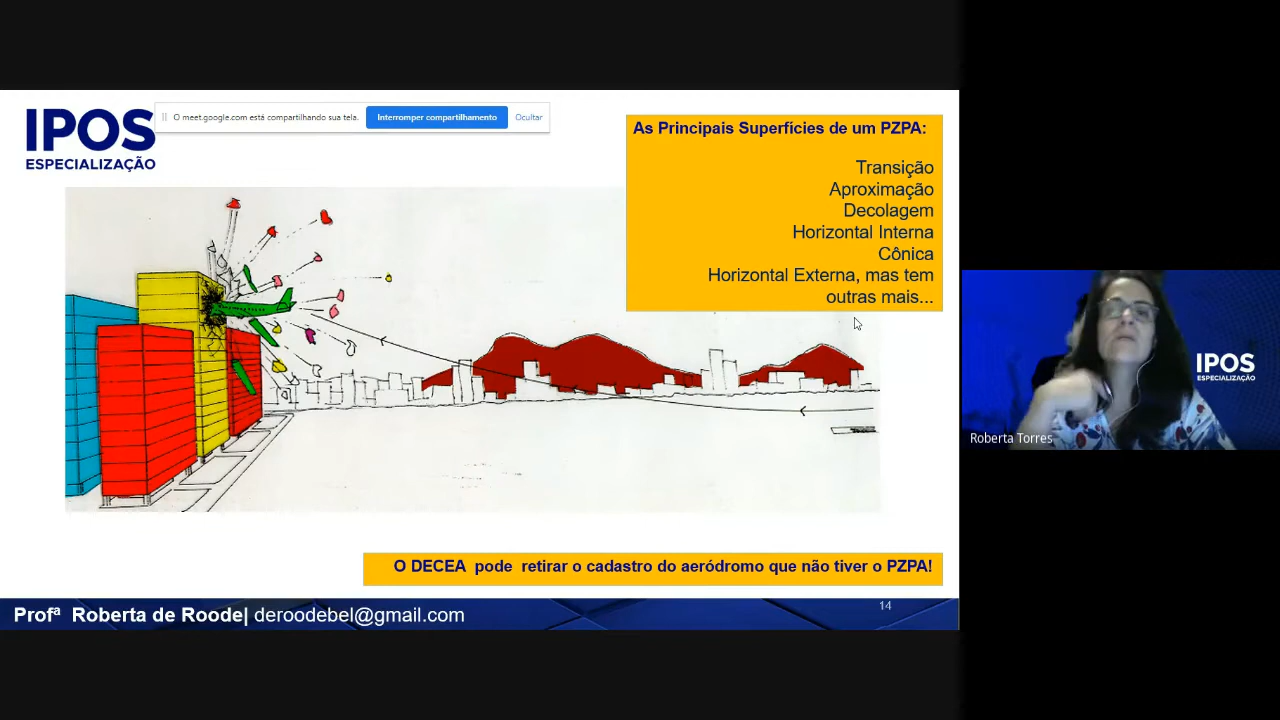 IPOS
ESPECIALIZAÇÃO
O meet.google.com está compartilhando sua tela.
Interromper compartilhamento
Ocultar
As Principais Superfícies de um PZPA:
Transição
Aproximação
Decolagem
Horizontal Interna
Cônica
Horizontal Externa, mas tem
outras mais...
IPOS
ESPECIALIZAÇÃO
Roberta Torres
O DECEA pode retirar o cadastro do aeródromo que não tiver o PZPA!
14
Profª Roberta de Roode| deroodebel@gmail.com